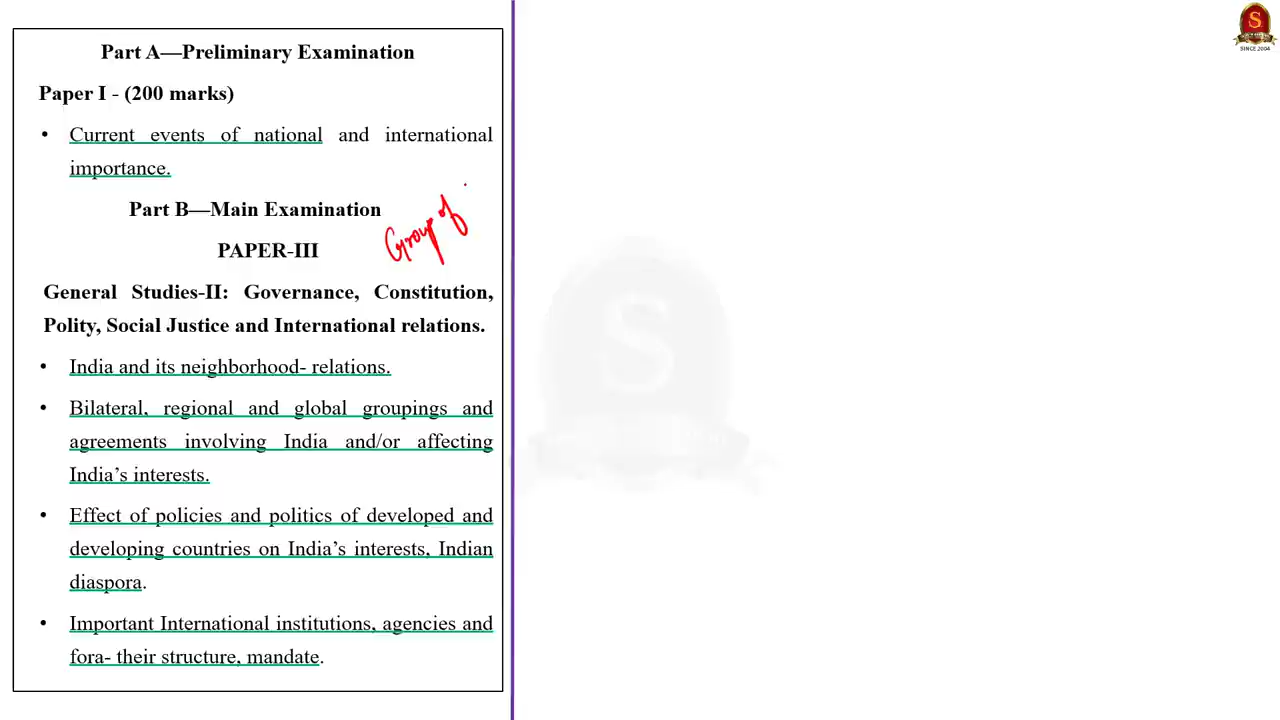 Part A—Preliminary Examination
Paper I - (200 marks)
• Current events of national and international
importance.
Part B—Main Examination
Group of
PAPER-III
General Studies-II: Governance, Constitution,
Polity, Social Justice and International relations.
• India and its neighborhood- relations.
• Bilateral, regional and global groupings and
agreements involving India and/or affecting
India's interests.
• Effect of policies and politics of developed and
developing countries on India's interests, Indian
diaspora.
• Important International institutions, agencies and
fora- their structure, mandate.
S
SINCE 2004
S